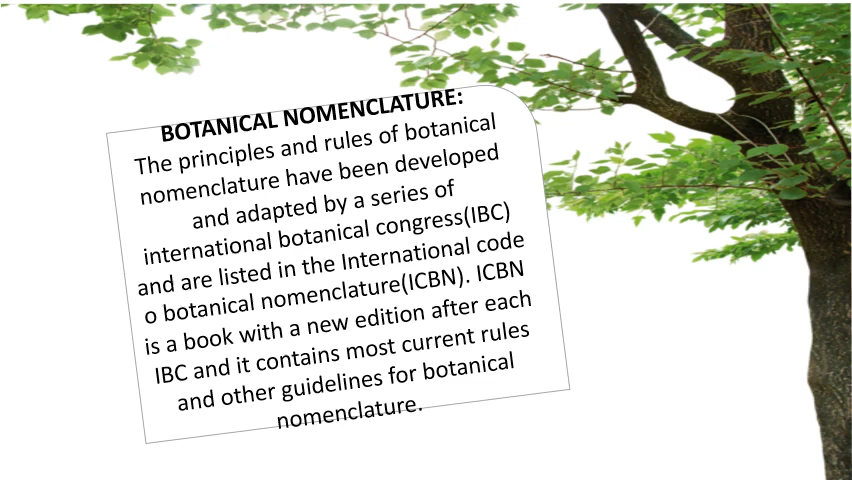 BOTANICAL NOMENCLATURE:
The principles and rules of botanical
nomenclature have been developed
and adapted by a series of
international botanical congress(IBC)
and are listed in the International code
o botanical nomenclature(ICBN). ICBN
is a book with a new edition after each
IBC and it contains most current rules
and other guidelines for botanical
nomenclature.